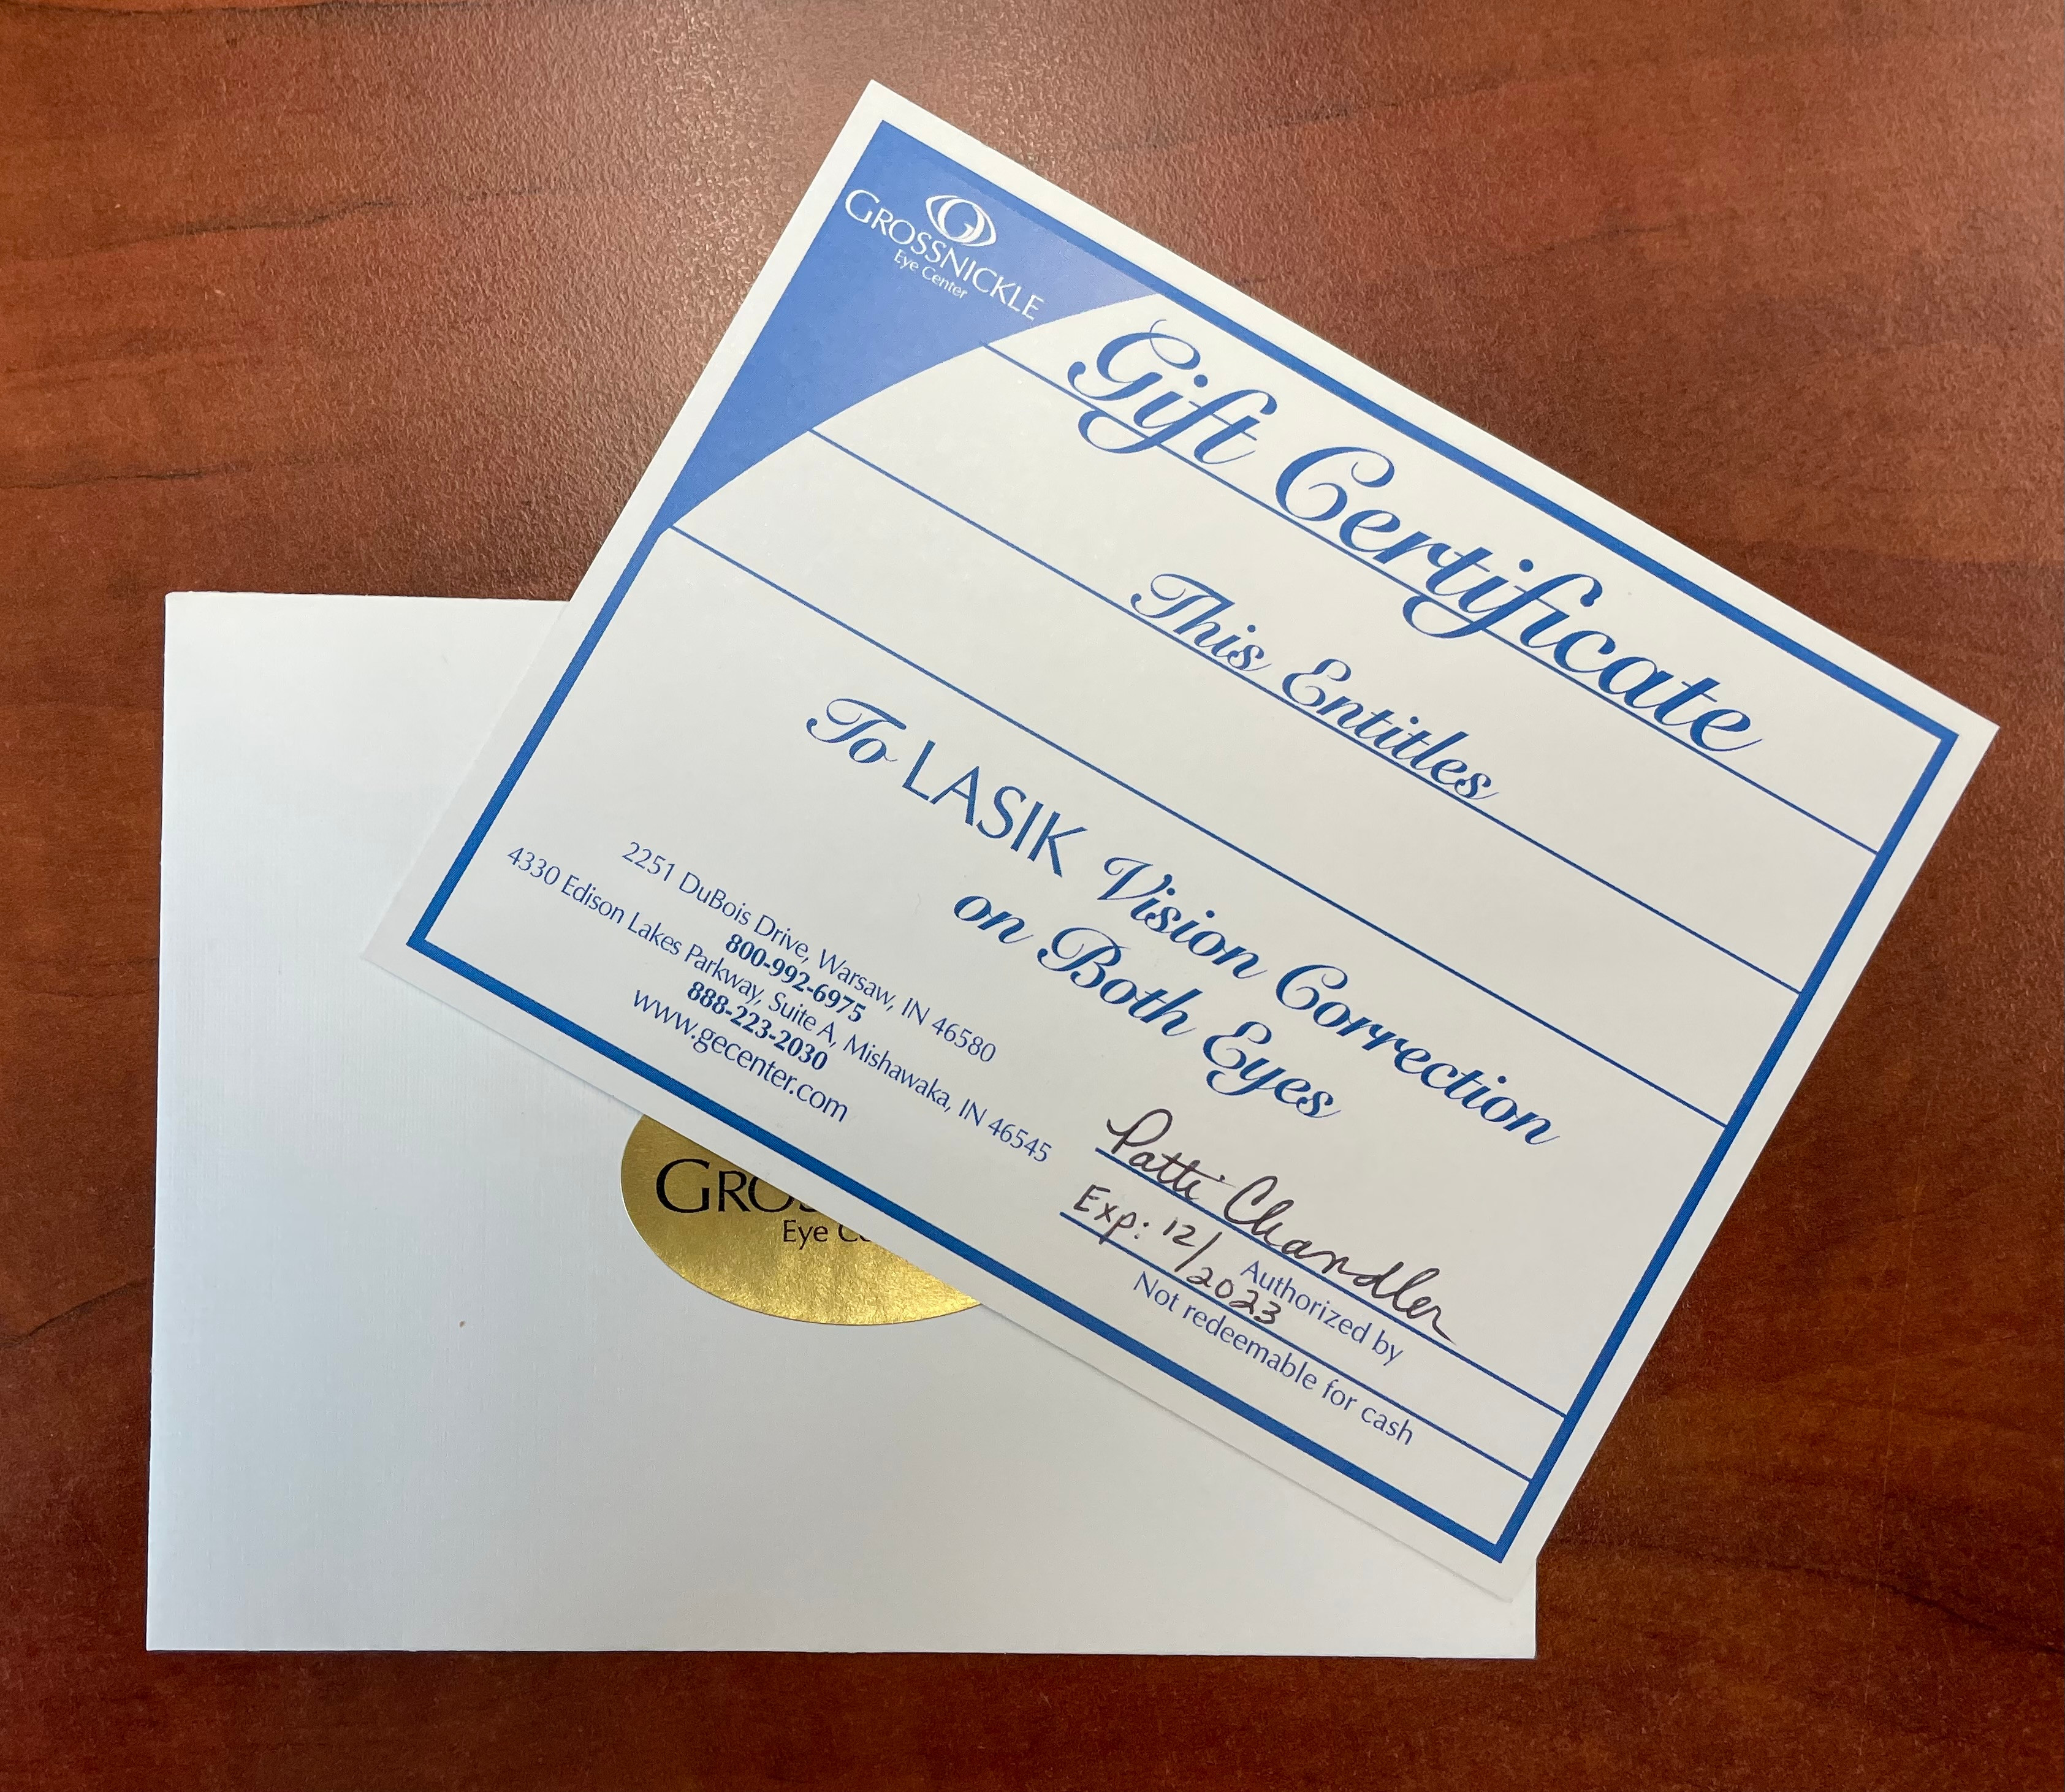 GROSSNICKLE
Eye Center
Gift Certificate
This Entitles
To LASIK Vision Correction
on Both Eyes
2251 DuBois Drive, Warsaw, IN 46580
800-992-6975
4330 Edison Lakes Parkway, Suite A, Mishawaka, IN 46545
888-223-2030
www.gecenter.com
Patti Chandler
Authorized by
Exp: 12/2023
Not redeemable for cash
GROS
Eye C